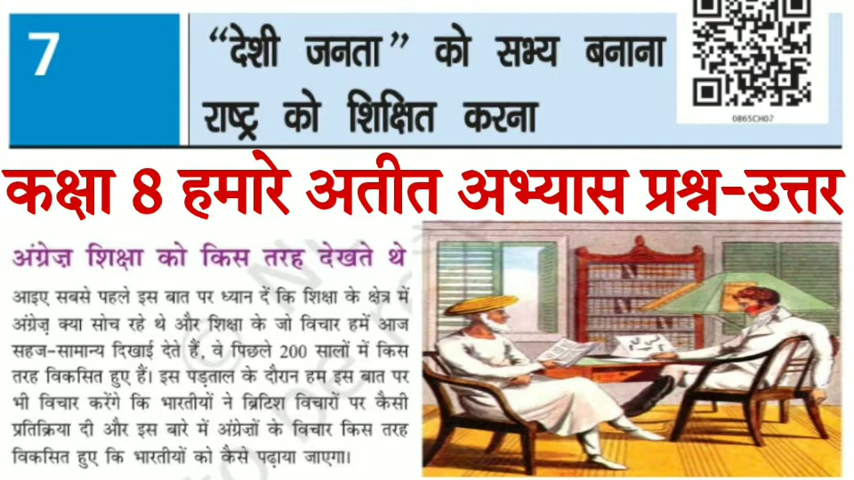 7
“देशी जनता” को सभ्य बनाना
राष्ट्र को शिक्षित करना
0865CH07
कक्षा 8 हमारे अतीत अभ्यास प्रश्न-उत्तर
अंग्रेज़ शिक्षा को किस तरह देखते थे
आइए सबसे पहले इस बात पर ध्यान दें कि शिक्षा के क्षेत्र में
अंग्रेज़ क्या सोच रहे थे और शिक्षा के जो विचार हमें आज
सहज-सामान्य दिखाई देते हैं, वे पिछले 200 सालों में किस
तरह विकसित हुए हैं। इस पड़ताल के दौरान हम इस बात पर
भी विचार करेंगे कि भारतीयों ने ब्रिटिश विचारों पर कैसी
प्रतिक्रिया दी और इस बारे में अंग्रेज़ों के विचार किस तरह
विकसित हुए कि भारतीयों को कैसे पढ़ाया जाएगा।